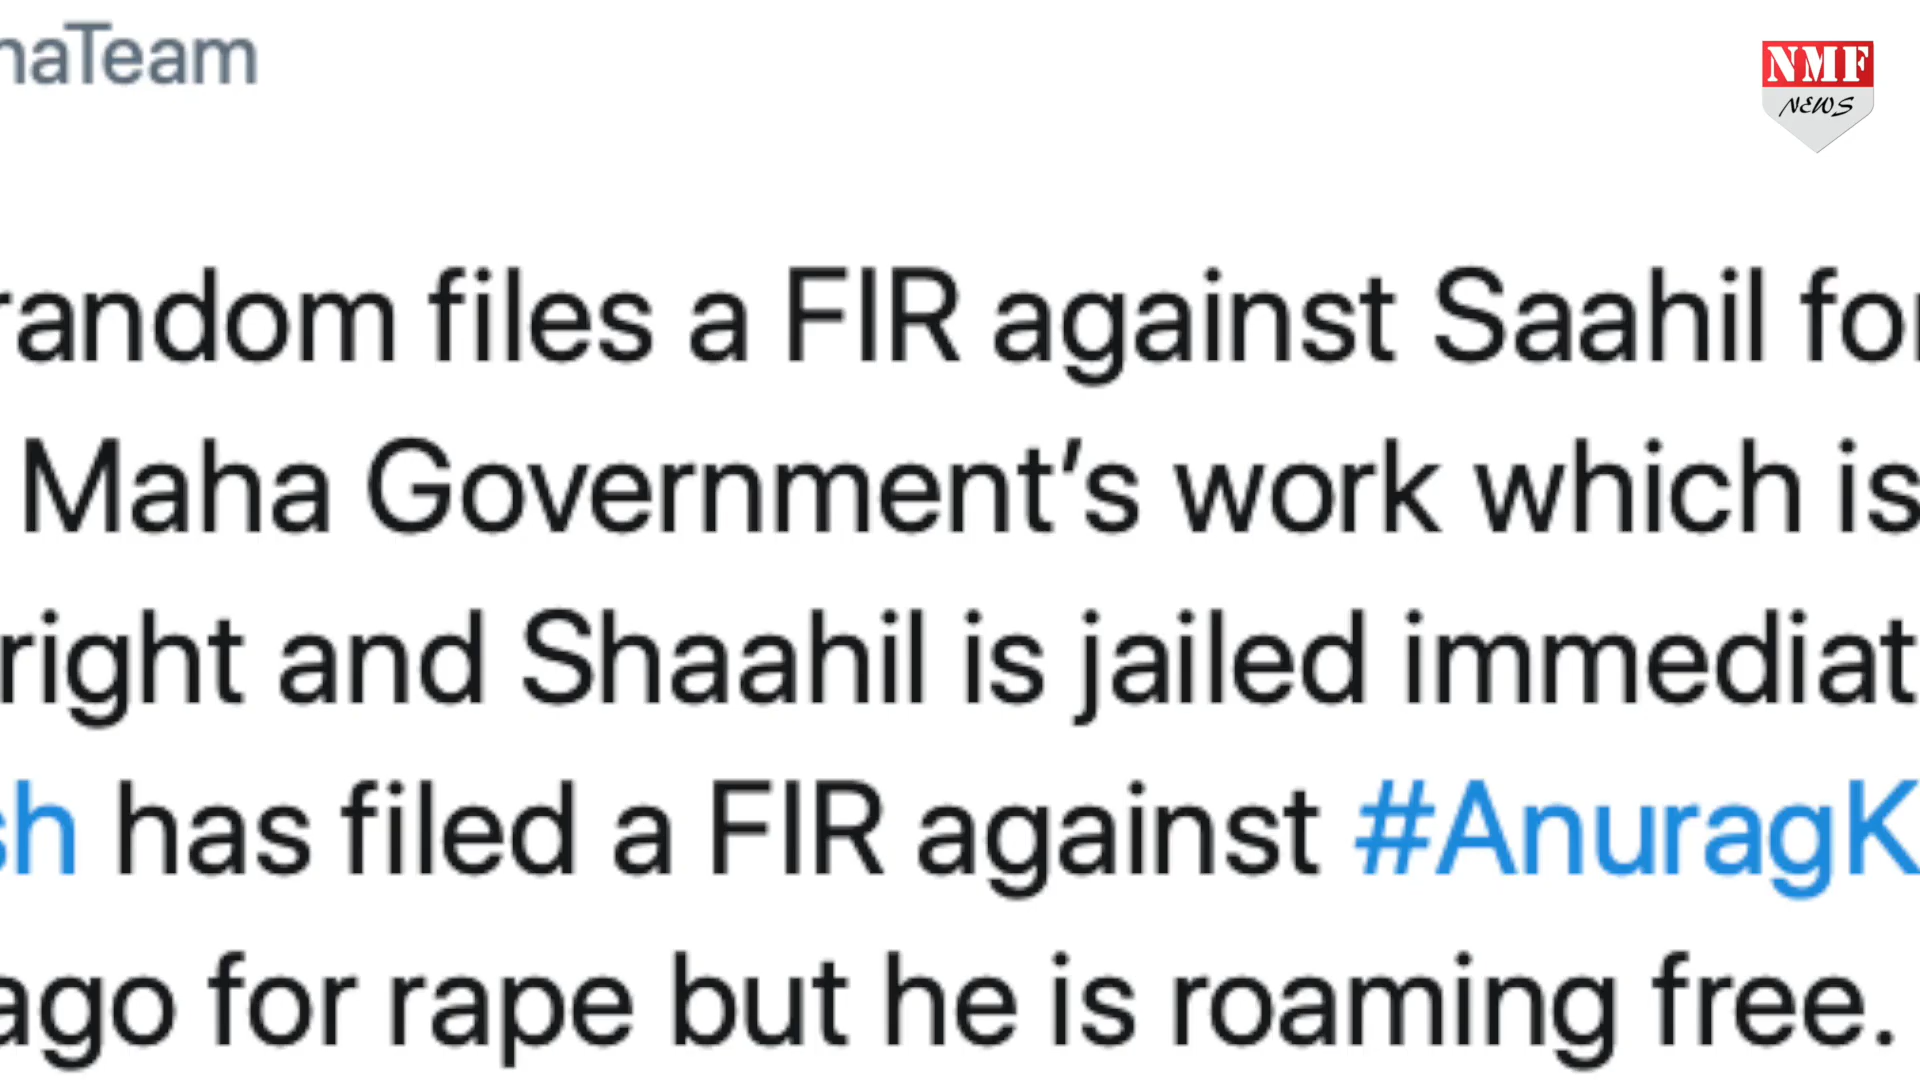 naTeam
NMF
NEWS
random files a FIR against Saahil for
Maha Government’s work which is
right and Shaahil is jailed immediat
sh has filed a FIR against #AnuragK
ago for rape but he is roaming free.